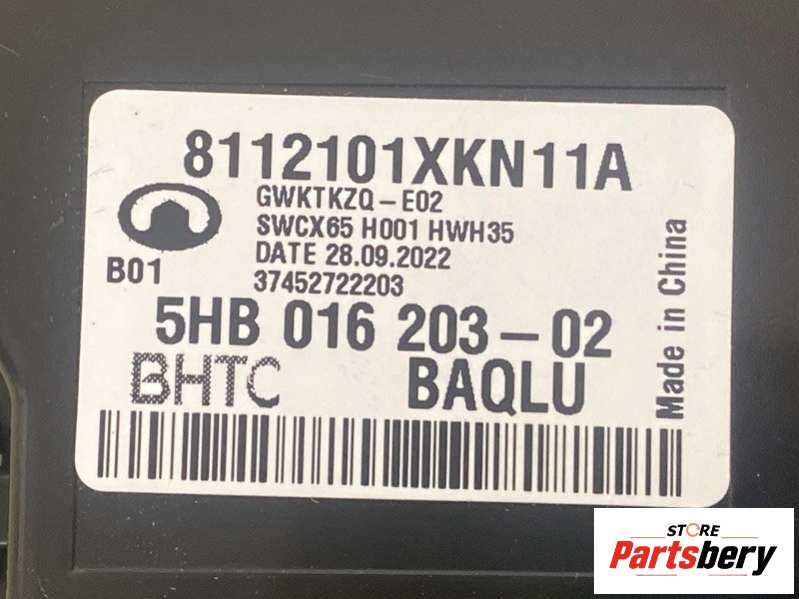 8112101XKN11A
GWKTKZQ-E02
SWCX65 H001 HWH35
DATE 28.09.2022
B01
37452722203
5HB 016 203-02
BHTC BAQLU
Made in China
STORE
Partsbery